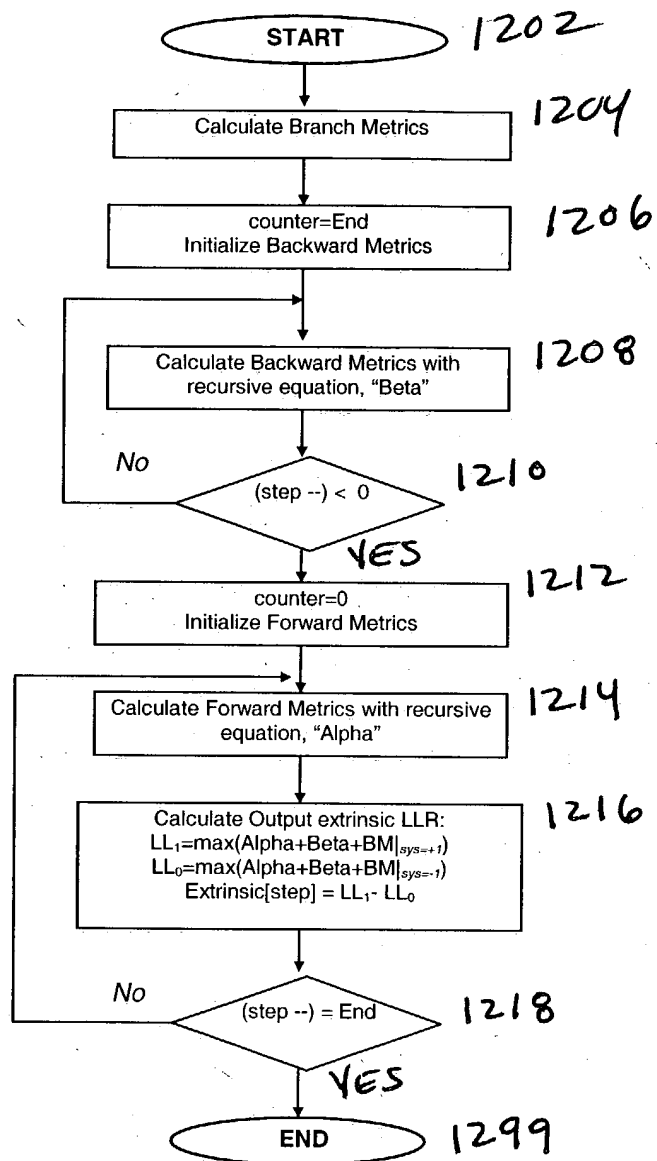 START 1202
Calculate Branch Metrics 1204
counter=End 1206
Initialize Backward Metrics
Calculate Backward Metrics with 1208
recursive equation, "Beta"
No
(step --) < 0 1210
YES
counter=0 1212
Initialize Forward Metrics
Calculate Forward Metrics with recursive 1214
equation, "Alpha"
Calculate Output extrinsic LLR: 1216
LL₁=max(Alpha+Beta+BM|sys=+1)
LL₀=max(Alpha+Beta+BM|sys=-1)
Extrinsic[step] = LL₁- LL₀
No
(step --) = End 1218
YES
END 1299